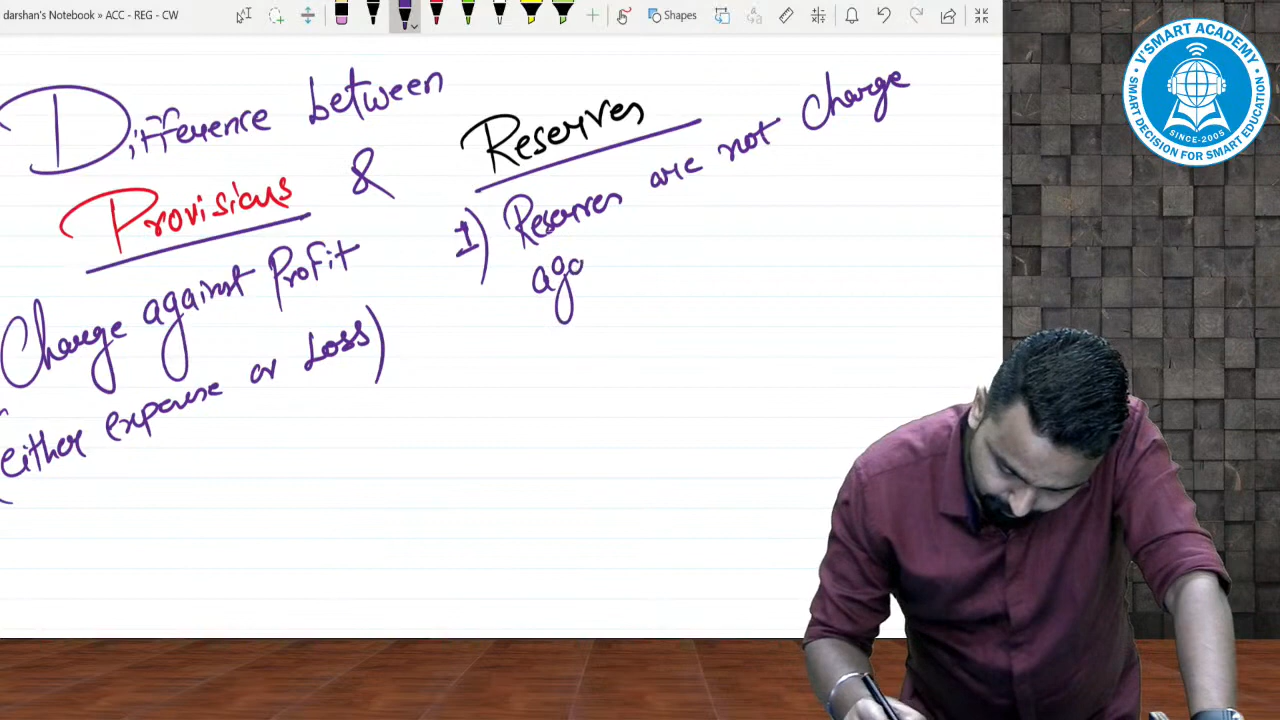 darshan's Notebook » ACC - REG - CW
Shapes
Difference between
Provisions & Reserves
Charge against Profit
(either expense or Loss)
1) Reserves are not charge
aga
V'SMART ACADEMY
SINCE-2005
SMART DECISION FOR SMART EDUCATION